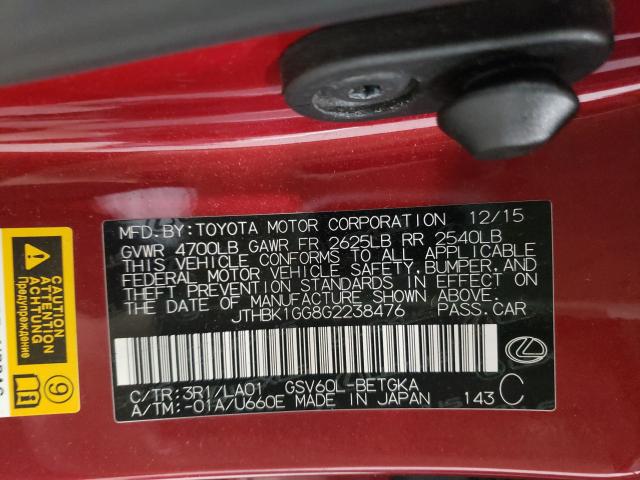 MFD. BY:TOYOTA MOTOR CORPORATION 12/15
GVWR 4700LB GAWR FR 2625LB RR 2540LB
THIS VEHICLE CONFORMS TO ALL APPLICABLE
FEDERAL MOTOR VEHICLE SAFETY, BUMPER, AND
THEFT PREVENTION STANDARDS IN EFFECT ON
THE DATE OF MANUFACTURE SHOWN ABOVE.
JTHBK1GG8G2238476 PASS.CAR
C/TR:3R1/LA01 GSV60L-BETGKA
A/TM:-01A/U660E MADE IN JAPAN 143 C
CAUTION
ATTENTION
ACHTUNG
Предупреждение
9